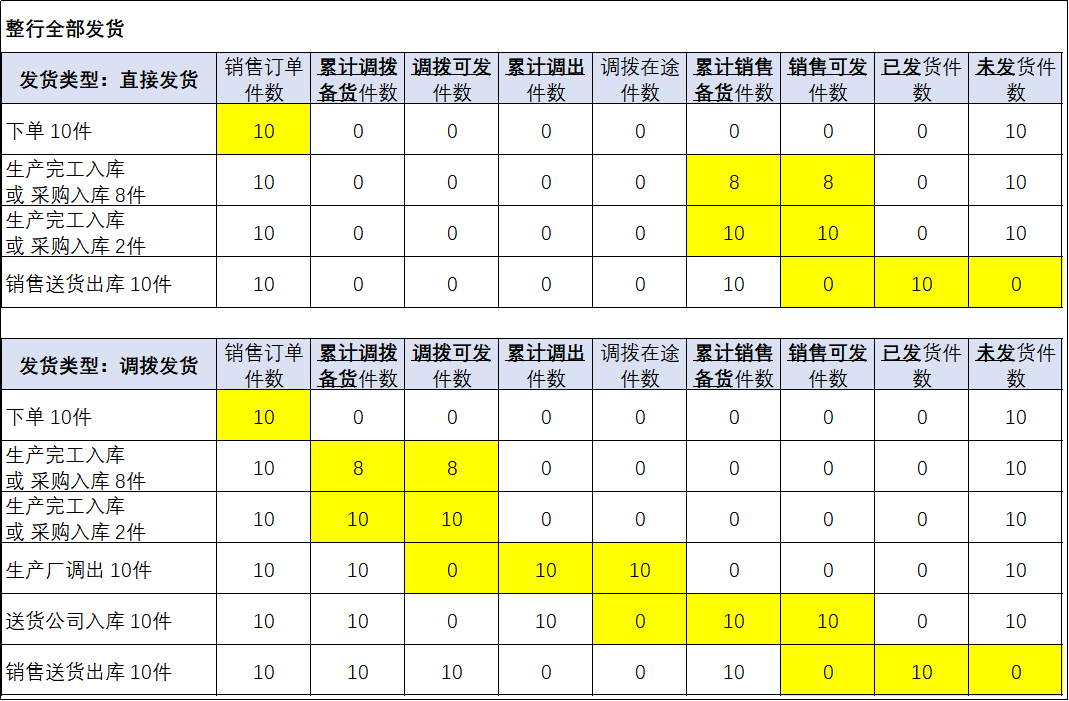 整行全部发货
发货类型：直接发货 销售订单件数 累计调拨备货件数 调拨可发件数 累计调出件数 调拨在途件数 累计销售备货件数 销售可发件数 已发货件数 未发货件数
下单 10件 10 0 0 0 0 0 0 0 10
生产完工入库
或 采购入库 8件 10 0 0 0 0 8 8 0 10
生产完工入库
或 采购入库 2件 10 0 0 0 0 10 10 0 10
销售送货出库 10件 10 0 0 0 0 10 0 10 0
发货类型：调拨发货 销售订单件数 累计调拨备货件数 调拨可发件数 累计调出件数 调拨在途件数 累计销售备货件数 销售可发件数 已发货件数 未发货件数
下单 10件 10 0 0 0 0 0 0 0 10
生产完工入库
或 采购入库 8件 10 8 8 0 0 0 0 0 10
生产完工入库
或 采购入库 2件 10 10 10 0 0 0 0 0 10
生产厂调出 10件 10 10 0 10 10 0 0 0 10
送货公司入库 10件 10 10 0 10 0 10 10 0 10
销售送货出库 10件 10 10 10 0 0 10 0 10 0